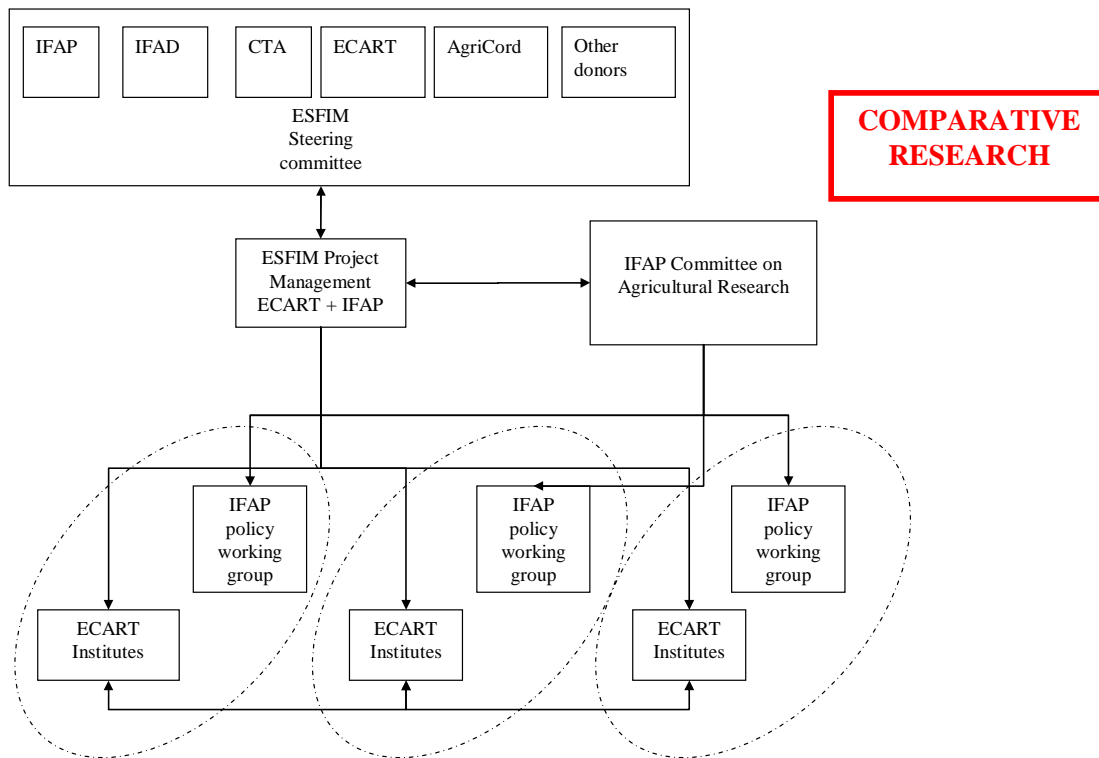 IFAP
IFAD
CTA
ECART
AgriCord
Other
donors
ESFIM
Steering
committee
COMPARATIVE
RESEARCH
ESFIM Project
Management
ECART + IFAP
IFAP Committee on
Agricultural Research
IFAP
policy
working
group
IFAP
policy
working
group
IFAP
policy
working
group
ECART
Institutes
ECART
Institutes
ECART
Institutes